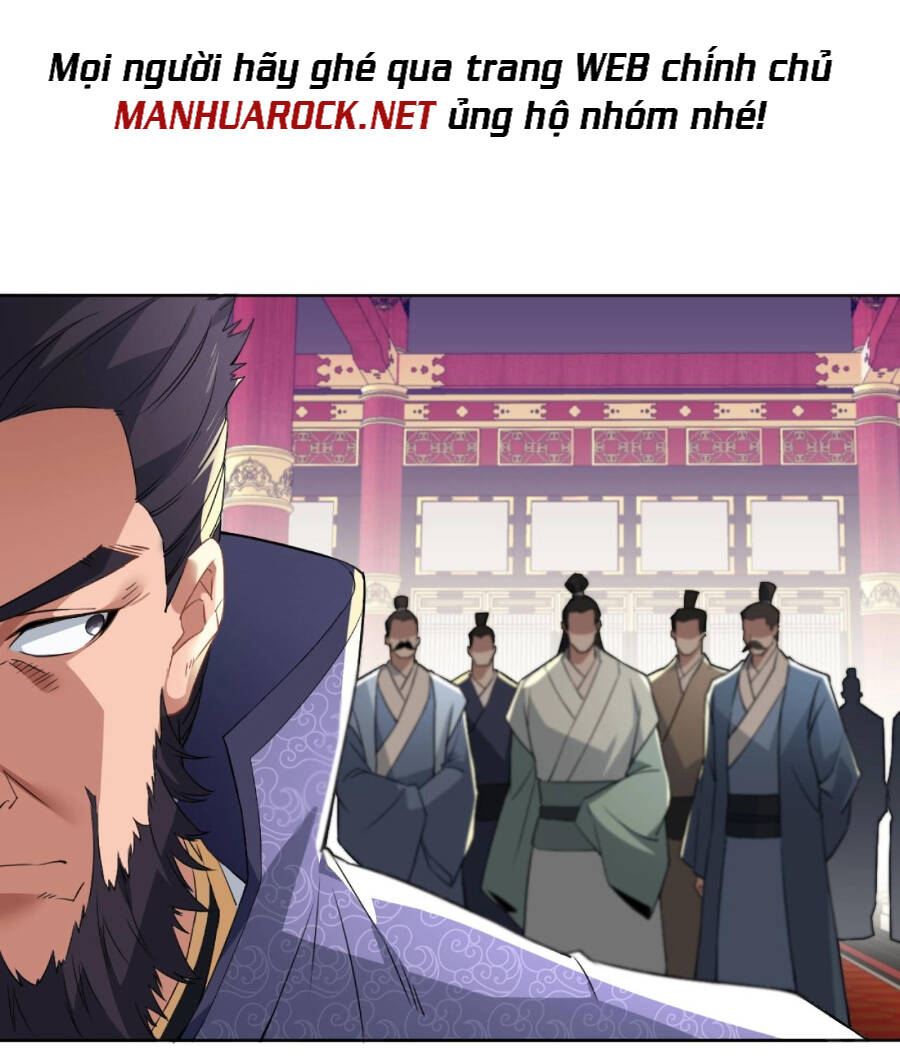 Mọi người hãy ghé qua trang WEB chính chủ
MANHUAROCK.NET ủng hộ nhóm nhé!